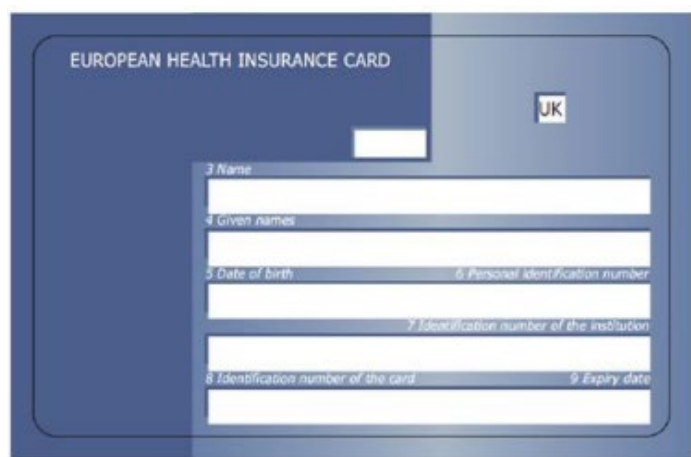 EUROPEAN HEALTH INSURANCE CARD
UK
3 Name
4 Given names
5 Date of birth 6 Personal identification number
7 Identification number of the institution
8 Identification number of the card 9 Expiry date